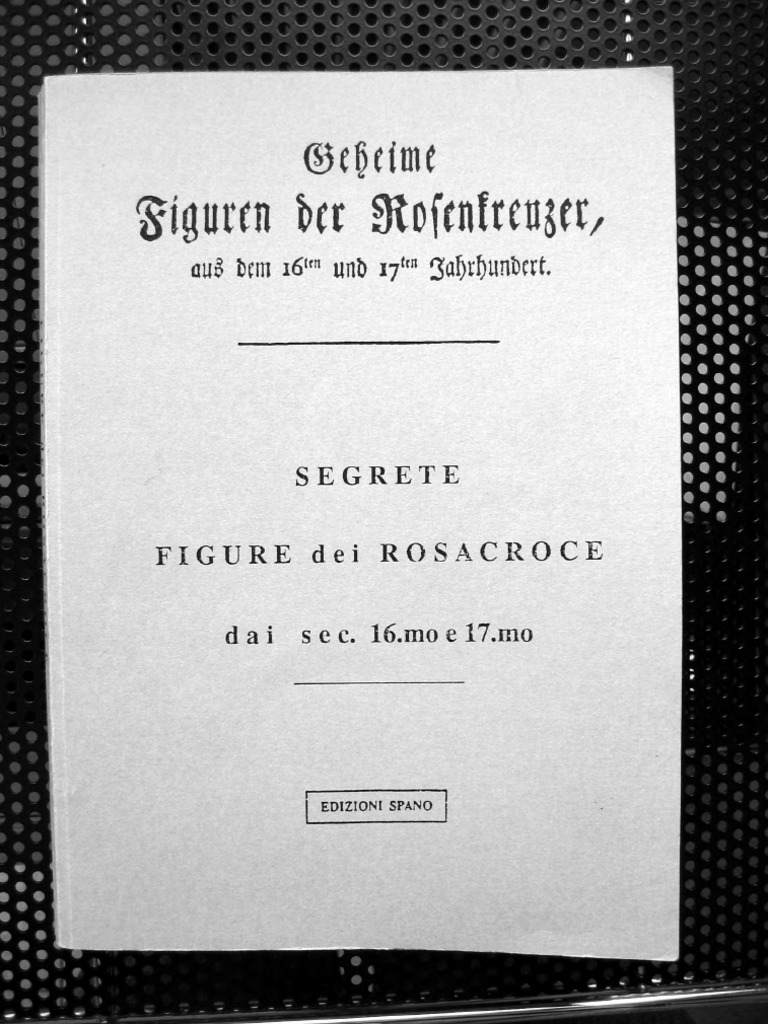 Geheime
Figuren der Roſenkreuzer,
aus dem 16ten und 17ten Jahrhundert.
SEGRETE
FIGURE dei ROSACROCE
dai sec. 16.mo e 17.mo
EDIZIONI SPANO